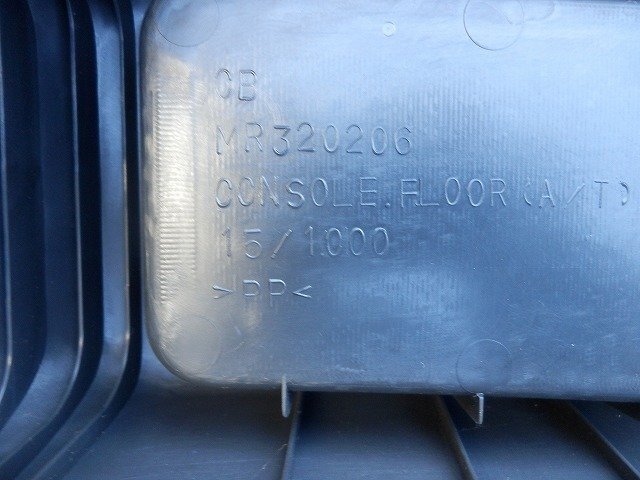 CB
MR320206
CONSOLE.FLOOR(A/T)
15/1000
>PP<